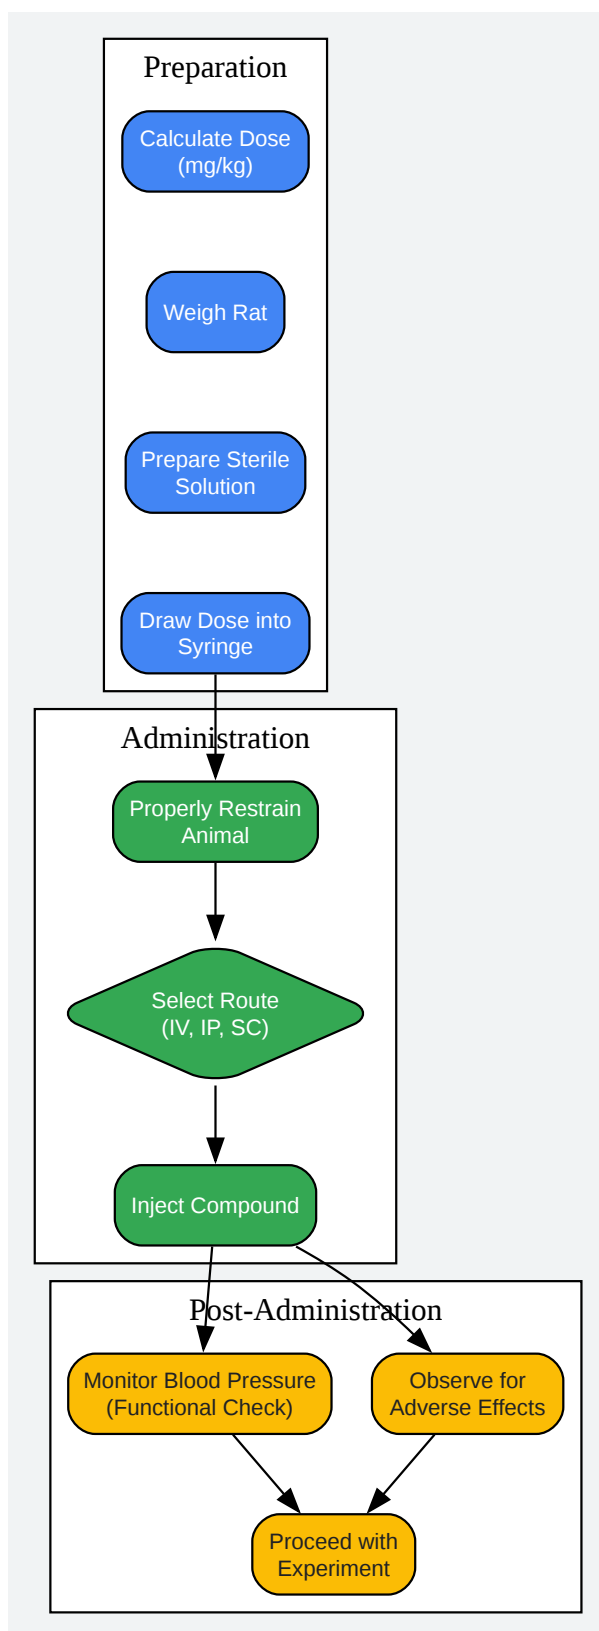 Preparation
Calculate Dose
(mg/kg)
Weigh Rat
Prepare Sterile
Solution
Draw Dose into
Syringe
Administration
Properly Restrain
Animal
Select Route
(IV, IP, SC)
Inject Compound
Post-Administration
Monitor Blood Pressure
(Functional Check)
Observe for
Adverse Effects
Proceed with
Experiment